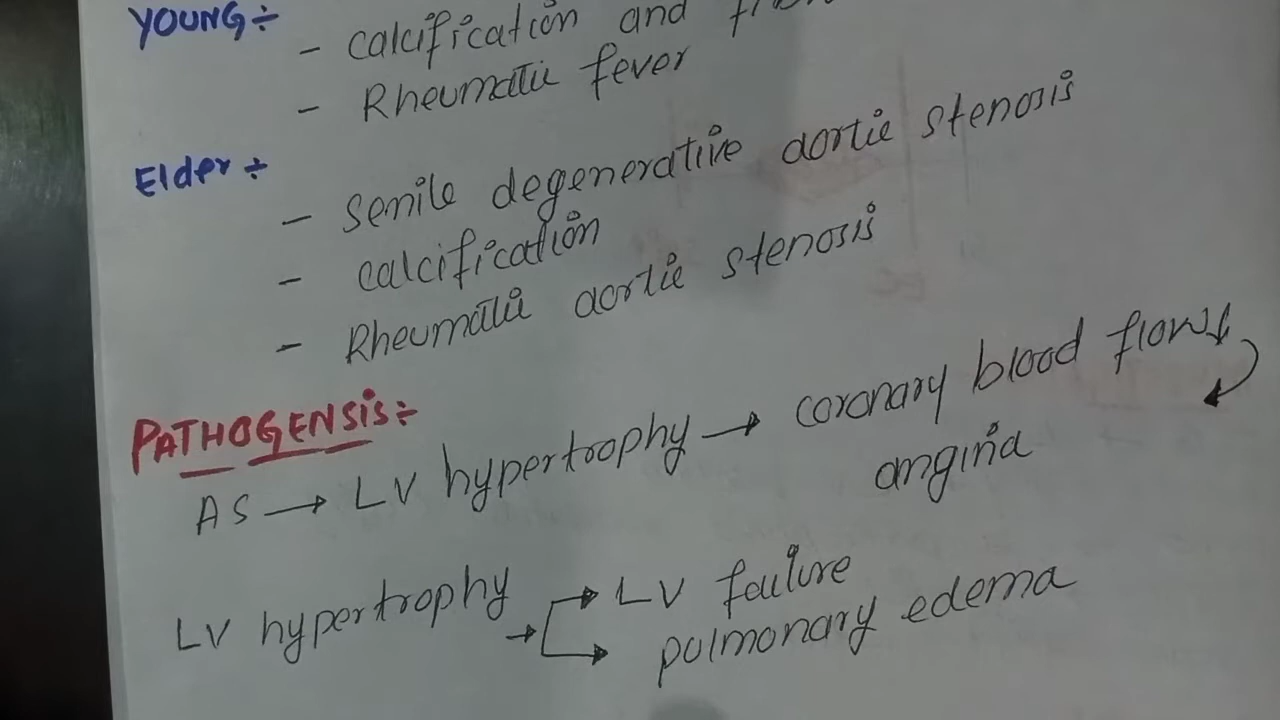 YOUNG ÷
- calcification and
- Rheumatic fever
Elder ÷
- Senile degenerative aortic stenosis
- calcification
- Rheumatic aortic stenosis
PATHOGENSIS ÷
AS → LV hypertrophy → coronary blood flow ↓
angina
LV hypertrophy → LV failure
→ pulmonary edema